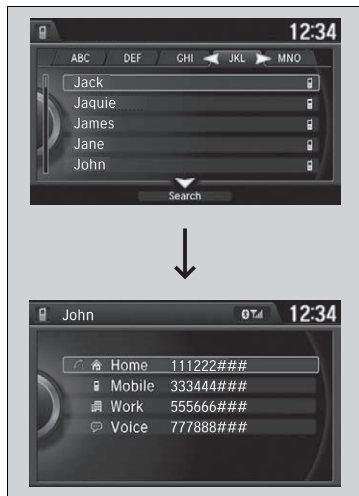 12:34
ABC DEF GHI JKL MNO
Jack
Jaquie
James
Jane
John
Search
John 12:34
Home 111222###
Mobile 333444###
Work 555666###
Voice 777888###